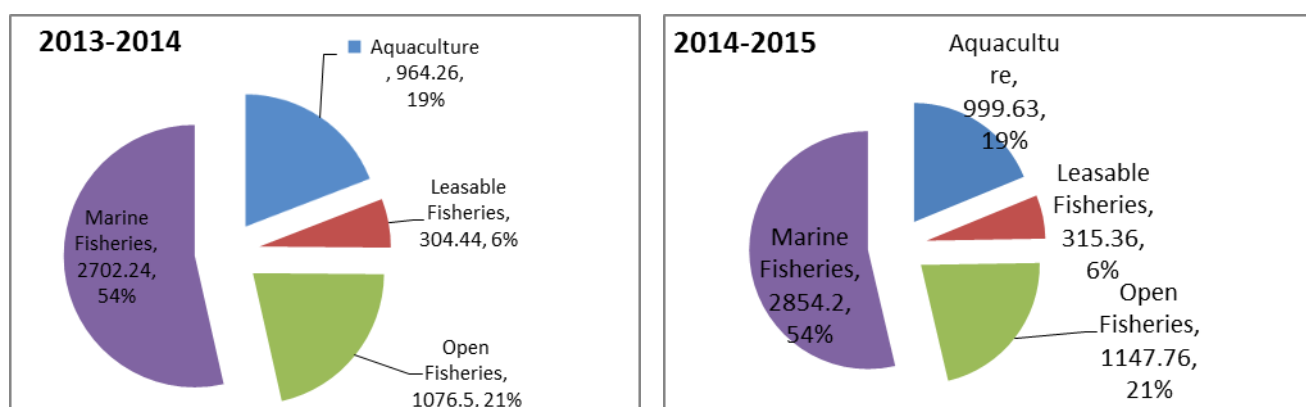 2013-2014
Aquaculture
, 964.26,
19%
Leasable
Fisheries,
304.44, 6%
Marine
Fisheries,
2702.24,
54%
Open
Fisheries,
1076.5, 21%
2014-2015
Aquacultu
re,
999.63,
19%
Leasable
Fisheries,
315.36,
6%
Marine
Fisheries,
2854.2,
54%
Open
Fisheries,
1147.76,
21%